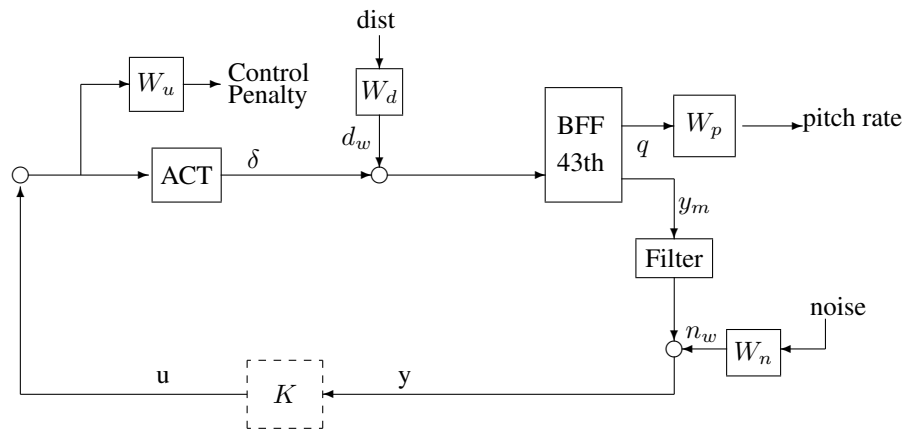 dist
W_u
Control
Penalty
W_d
d_w
BFF
43th
q
W_p
pitch rate
ACT
δ
y_m
Filter
noise
n_w
W_n
u
K
y